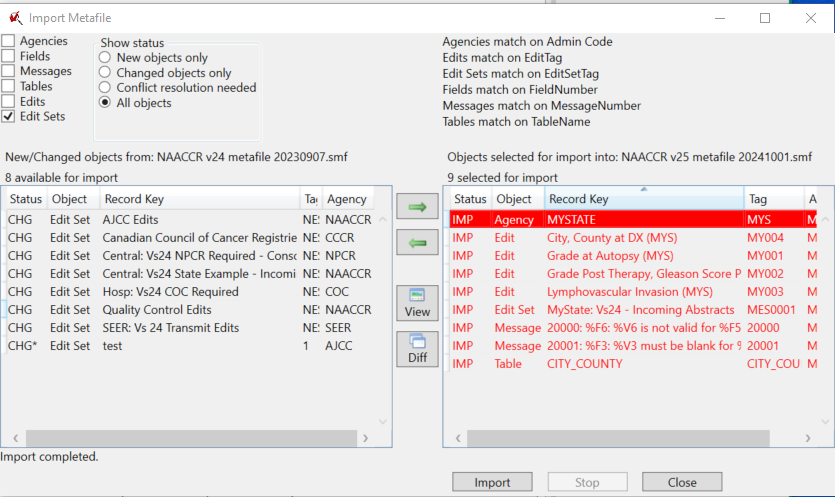 Import Metafile
Agencies
Fields
Messages
Tables
Edits
Edit Sets
Show status
New objects only
Changed objects only
Conflict resolution needed
All objects
Agencies match on Admin Code
Edits match on EditTag
Edit Sets match on EditSetTag
Fields match on FieldNumber
Messages match on MessageNumber
Tables match on TableName
New/Changed objects from: NAACCR v24 metafile 20230907.smf
8 available for import
Status Object Record Key Tag Agency
CHG Edit Set AJCC Edits NES NAACCR
CHG Edit Set Canadian Council of Cancer Registrie NES CCCR
CHG Edit Set Central: Vs24 NPCR Required - Consc NES NPCR
CHG Edit Set Central: Vs24 State Example - Incomi NES NAACCR
CHG Edit Set Hosp: Vs24 COC Required NES COC
CHG Edit Set Quality Control Edits NES NAACCR
CHG Edit Set SEER: Vs 24 Transmit Edits NES SEER
CHG* Edit Set test 1 AJCC
View
Diff
Objects selected for import into: NAACCR v25 metafile 20241001.smf
9 selected for import
Status Object Record Key Tag A
IMP Agency MYSTATE MYS M
IMP Edit City, County at DX (MYS) MY004 M
IMP Edit Grade at Autopsy (MYS) MY001 M
IMP Edit Grade Post Therapy, Gleason Score P MY002 M
IMP Edit Lymphovascular Invasion (MYS) MY003 M
IMP Edit Set MyState: Vs24 - Incoming Abstracts MES0001 M
IMP Message 20000: %F6: %V6 is not valid for %F5 20000 M
IMP Message 20001: %F3: %V3 must be blank for % 20001 M
IMP Table CITY_COUNTY CITY_COU M
Import completed.
Import
Stop
Close